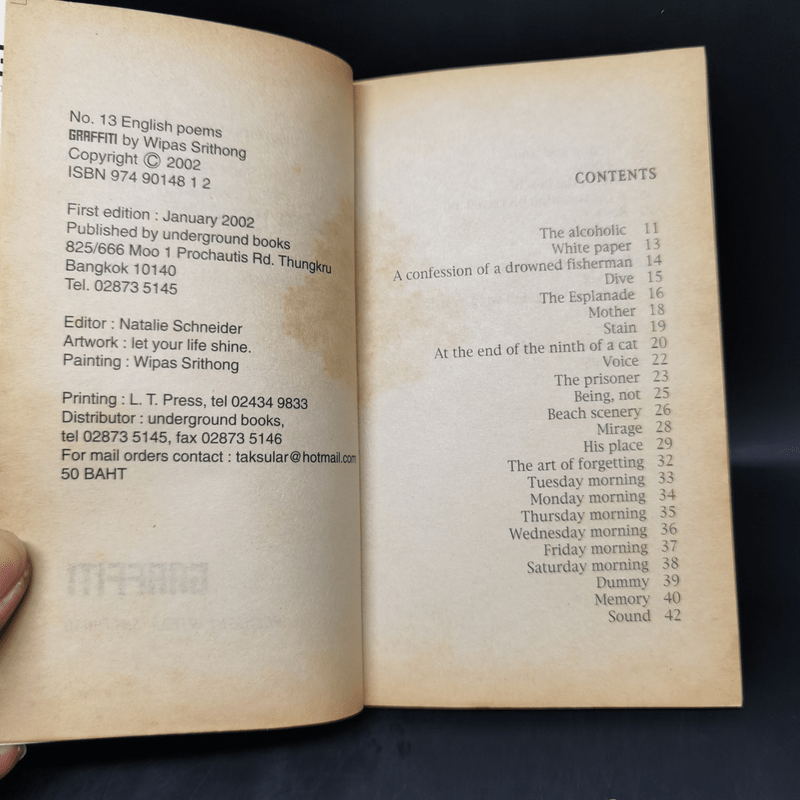 No. 13 English poems
GRAFFITI by Wipas Srithong
Copyright © 2002
ISBN 974 90148 1 2
First edition : January 2002
Published by underground books
825/666 Moo 1 Prochautis Rd. Thungkru
Bangkok 10140
Tel. 02873 5145
Editor : Natalie Schneider
Artwork : let your life shine.
Painting : Wipas Srithong
Printing : L. T. Press, tel 02434 9833
Distributor : underground books,
tel 02873 5145, fax 02873 5146
For mail orders contact : taksular@hotmail.com
50 BAHT
GRAFFITI
CONTENTS
The alcoholic 11
White paper 13
A confession of a drowned fisherman 14
Dive 15
The Esplanade 16
Mother 18
Stain 19
At the end of the ninth of a cat 20
Voice 22
The prisoner 23
Being, not 25
Beach scenery 26
Mirage 28
His place 29
The art of forgetting 32
Tuesday morning 33
Monday morning 34
Thursday morning 35
Wednesday morning 36
Friday morning 37
Saturday morning 38
Dummy 39
Memory 40
Sound 42